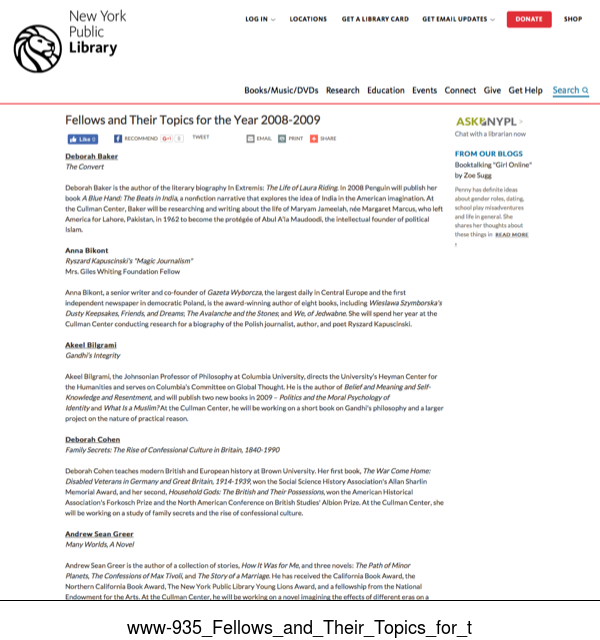 New York
Public
Library
LOG IN
LOCATIONS
GET A LIBRARY CARD
GET EMAIL UPDATES
DONATE
SHOP
Books/Music/DVDs Research Education Events Connect Give Get Help Search
Fellows and Their Topics for the Year 2008-2009
Like 0
RECOMMEND
TWEET
EMAIL
PRINT
SHARE
ASK NYPL
Chat with a librarian now
FROM OUR BLOGS
Booktalking "Girl Online"
by Zoe Sugg
Penny has definite ideas
about gender roles, dating,
school play misadventures
and life in general. She
shares her thoughts about
these things in READ MORE
Deborah Baker
The Convert
Deborah Baker is the author of the literary biography In Extremis: The Life of Laura Riding. In 2008 Penguin will publish her
book A Blue Hand: The Beats in India, a nonfiction narrative that explores the idea of India in the American imagination. At
the Cullman Center, Baker will be researching and writing about the life of Maryam Jameelah, née Margaret Marcus, who left
America for Lahore, Pakistan, in 1962 to become the protégée of Abul A'la Maudoodi, the intellectual founder of political
Islam.
Anna Bikont
Ryszard Kapuscinski's "Magic Journalism"
Mrs. Giles Whiting Foundation Fellow
Anna Bikont, a senior writer and co-founder of Gazeta Wyborcza, the largest daily in Central Europe and the first
independent newspaper in democratic Poland, is the award-winning author of eight books, including Wieslawa Szymborska's
Dusty Keepsakes, Friends, and Dreams; The Avalanche and the Stones; and We, of Jedwabne. She will spend her year at the
Cullman Center conducting research for a biography of the Polish journalist, author, and poet Ryszard Kapuscinski.
Akeel Bilgrami
Gandhi's Integrity
Akeel Bilgrami, the Johnsonian Professor of Philosophy at Columbia University, directs the University's Heyman Center for
the Humanities and serves on Columbia's Committee on Global Thought. He is the author of Belief and Meaning and Self-
Knowledge and Resentment, and will publish two new books in 2009 – Politics and the Moral Psychology of
Identity and What is a Muslim? At the Cullman Center, he will be working on a short book on Gandhi's philosophy and a larger
project on the nature of practical reason.
Deborah Cohen
Family Secrets: The Rise of Confessional Culture in Britain, 1840-1990
Deborah Cohen teaches modern British and European history at Brown University. Her first book, The War Come Home:
Disabled Veterans in Germany and Great Britain, 1914-1939, won the Social Science History Association's Allan Sharlin
Memorial Award, and her second, Household Gods: The British and Their Possessions, won the American Historical
Association's Forkosch Prize and the North American Conference on British Studies' Albion Prize. At the Cullman Center, she
will be working on a study of family secrets and the rise of confessional culture.
Andrew Sean Greer
Many Worlds, A Novel
Andrew Sean Greer is the author of a collection of stories, How It Was for Me, and three novels: The Path of Minor
Planets, The Confessions of Max Tivoli, and The Story of a Marriage. He has received the California Book Award, the
Northern California Book Award, The New York Public Library Young Lions Award, and a fellowship from the National
Endowment for the Arts. At the Cullman Center, he will be working on a novel imagining the effects of different eras on a
www-935_Fellows_and_Their_Topics_for_t